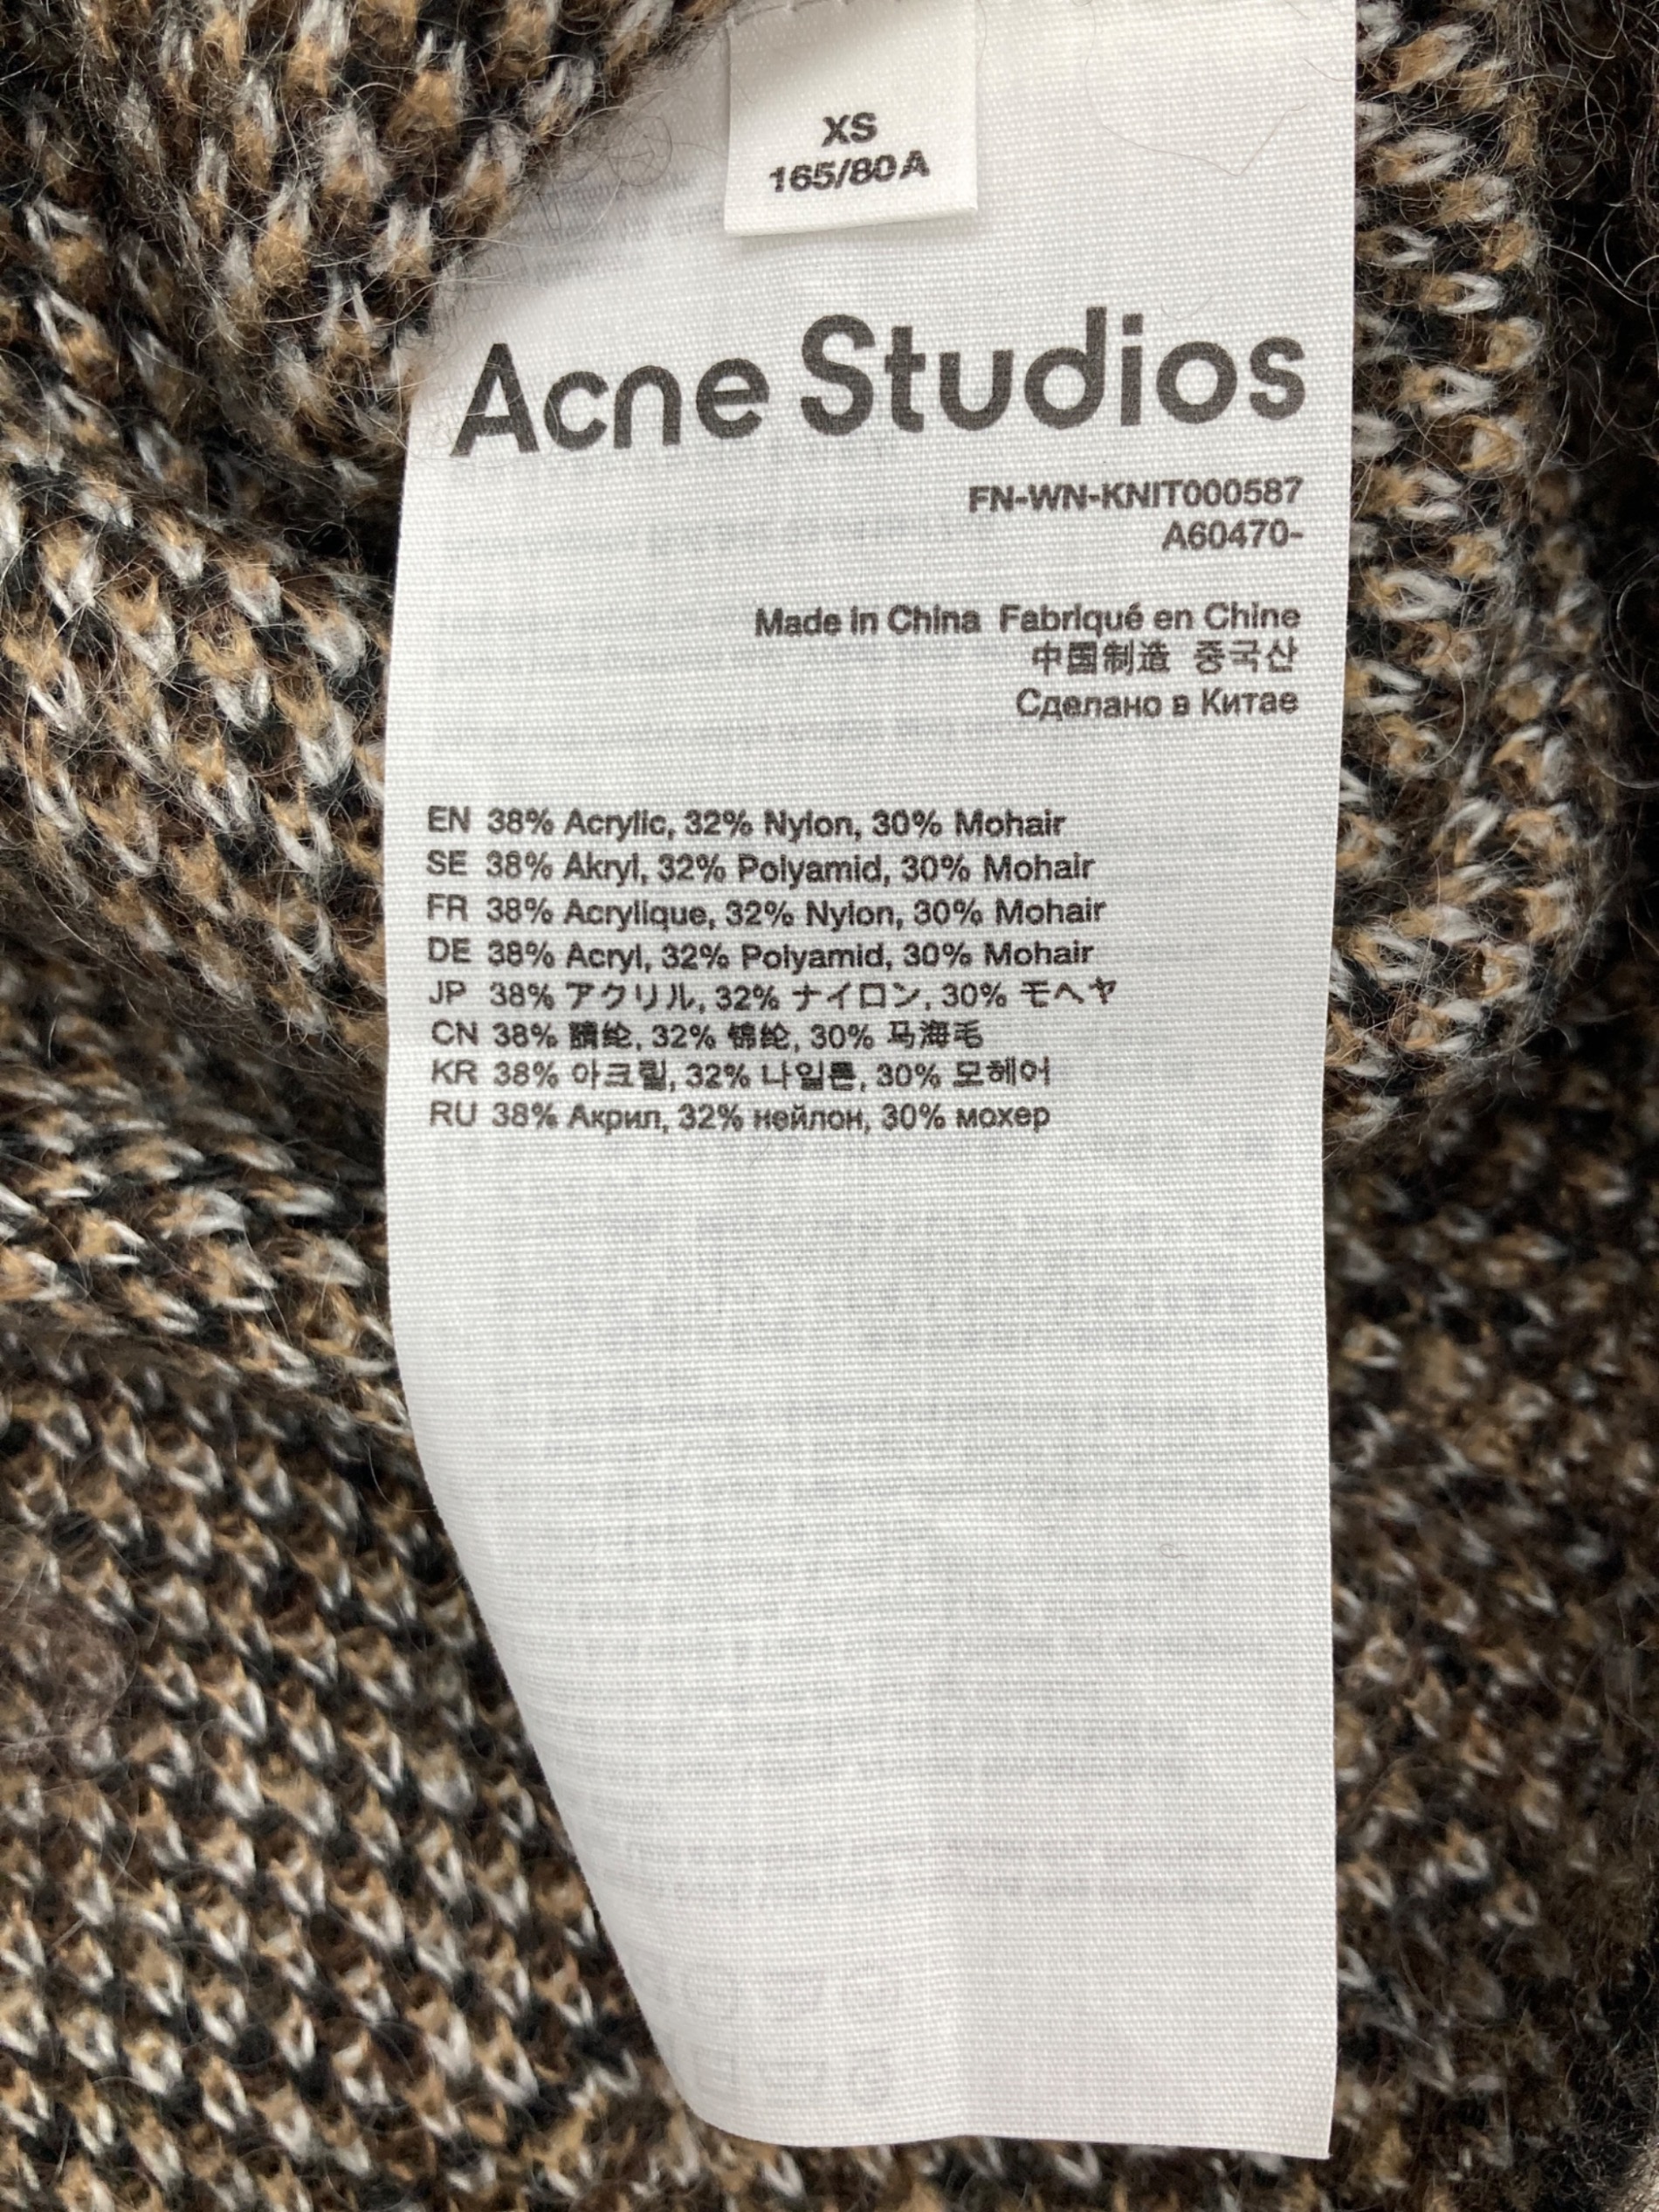 XS
165/80A
Acne Studios
FN-WN-KNIT000587
A60470-
Made in China Fabriqué en Chine
中国制造 중국산
Сделано в Китае
EN 38% Acrylic, 32% Nylon, 30% Mohair
SE 38% Akryl, 32% Polyamid, 30% Mohair
FR 38% Acrylique, 32% Nylon, 30% Mohair
DE 38% Acryl, 32% Polyamid, 30% Mohair
JP 38% アクリル, 32% ナイロン, 30% モヘヤ
CN 38% 腈纶, 32% 锦纶, 30% 马海毛
KR 38% 아크릴, 32% 나일론, 30% 모헤어
RU 38% Акрил, 32% нейлон, 30% мохер